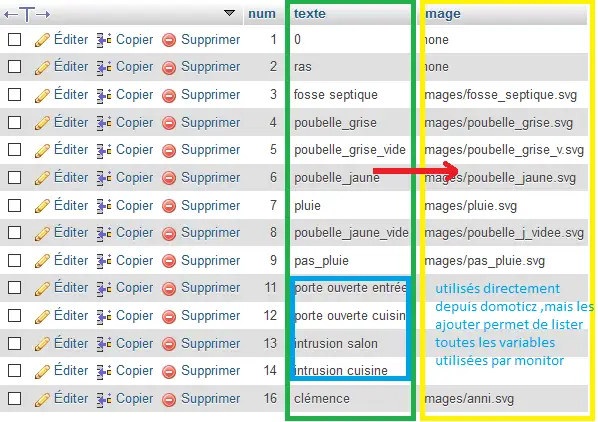 num texte mage
Éditer Copier Supprimer 1 0 none
Éditer Copier Supprimer 2 ras none
Éditer Copier Supprimer 3 fosse septique mages/fosse_septique.svg
Éditer Copier Supprimer 4 poubelle_grise mages/poubelle_grise.svg
Éditer Copier Supprimer 5 poubelle_grise_vide mages/poubelle_grise_v.svg
Éditer Copier Supprimer 6 poubelle_jaune mages/poubelle_jaune.svg
Éditer Copier Supprimer 7 pluie mages/pluie.svg
Éditer Copier Supprimer 8 poubelle_jaune_vide mages/poubelle_j_videe.svg
Éditer Copier Supprimer 9 pas_pluie mages/pas_pluie.svg
Éditer Copier Supprimer 11 porte ouverte entrée utilisés directement
Éditer Copier Supprimer 12 porte ouverte cuisin depuis domoticz ,mais les
ajouter permet de lister
Éditer Copier Supprimer 13 intrusion salon toutes les variables
Éditer Copier Supprimer 14 intrusion cuisine utilisées par monitor
Éditer Copier Supprimer 16 clémence mages/anni.svg